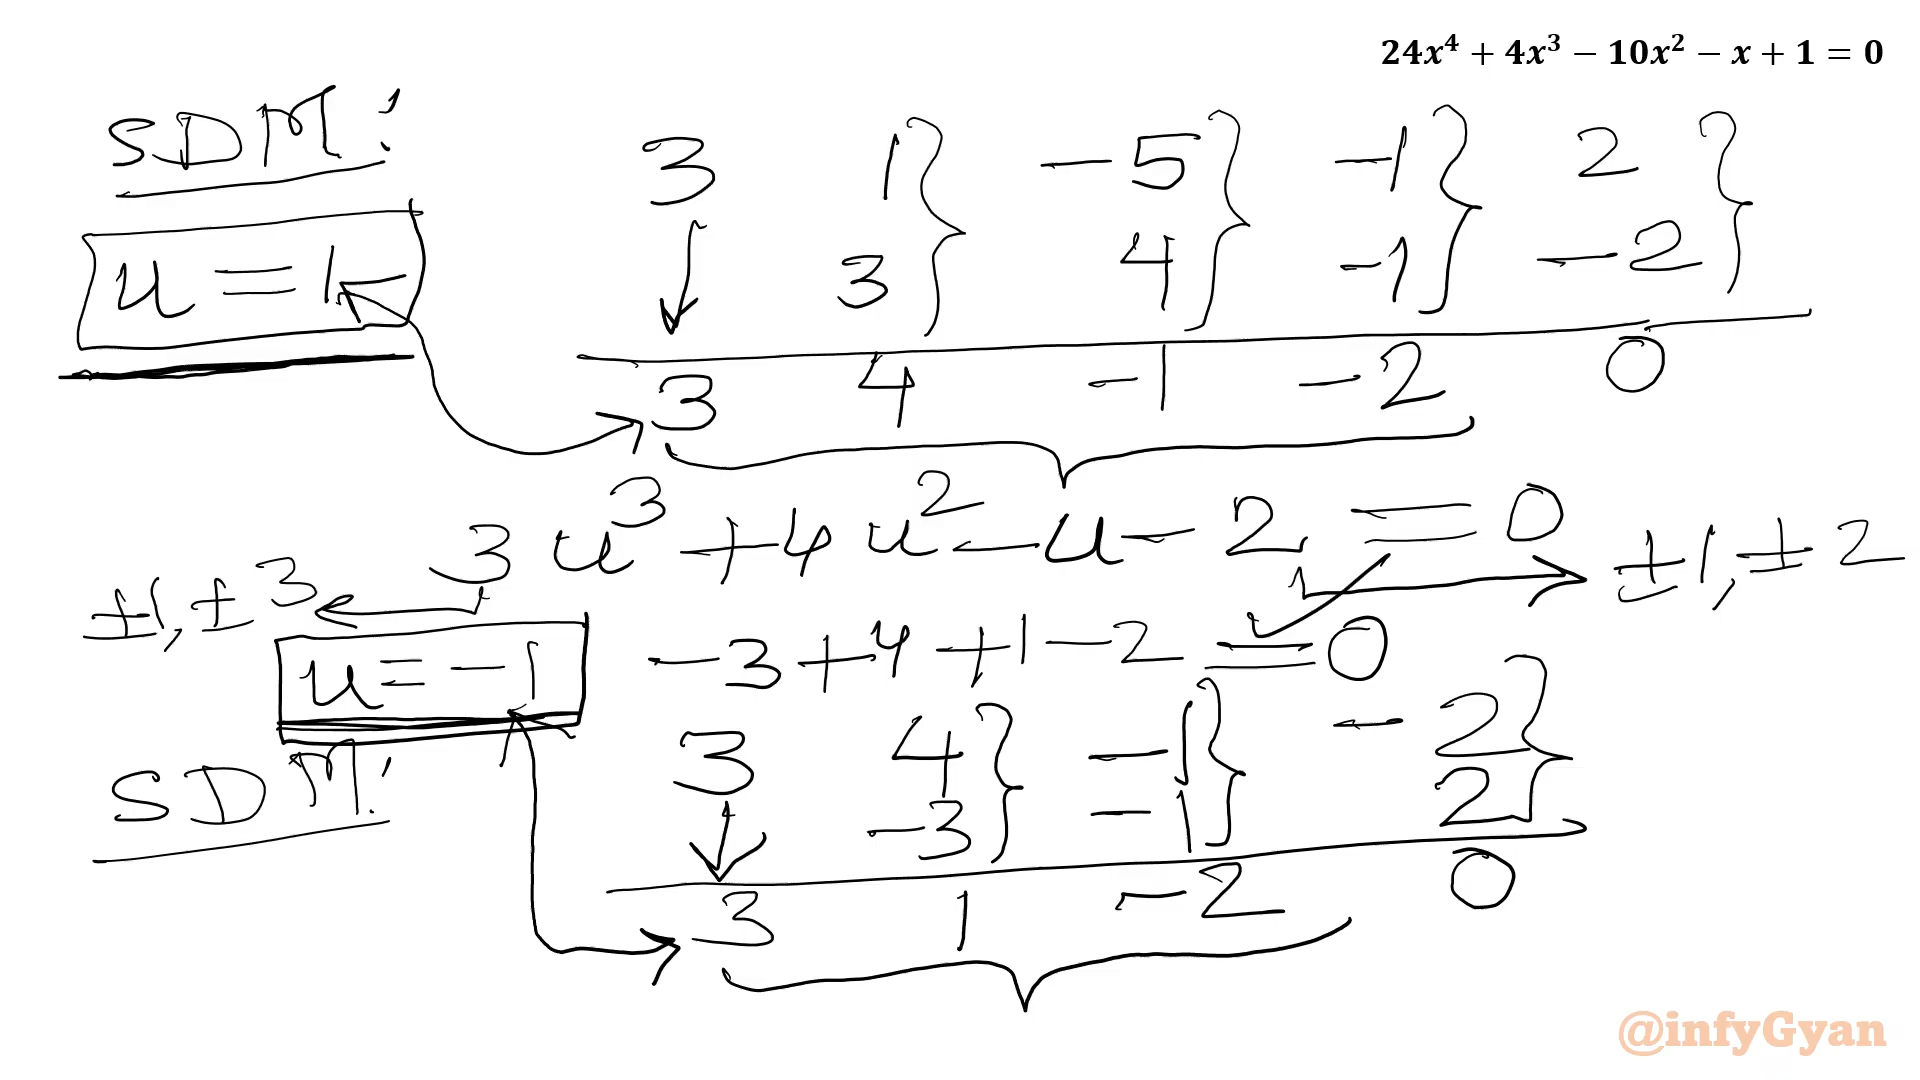 24x⁴ + 4x³ − 10x² − x + 1 = 0
SDM:
3 1 } −5 } −1 } 2 }
u = 1
3 4 −1 −2
3 4 −1 −2 0
3u³ + 4u² − u − 2 = 0
±1, ±3
±1, ±2
u = −1
−3 + 4 + 1 − 2 = 0
SDM:
3 4 } −1 } −2 }
−3 −1 2
3 1 −2 0
@infyGyan